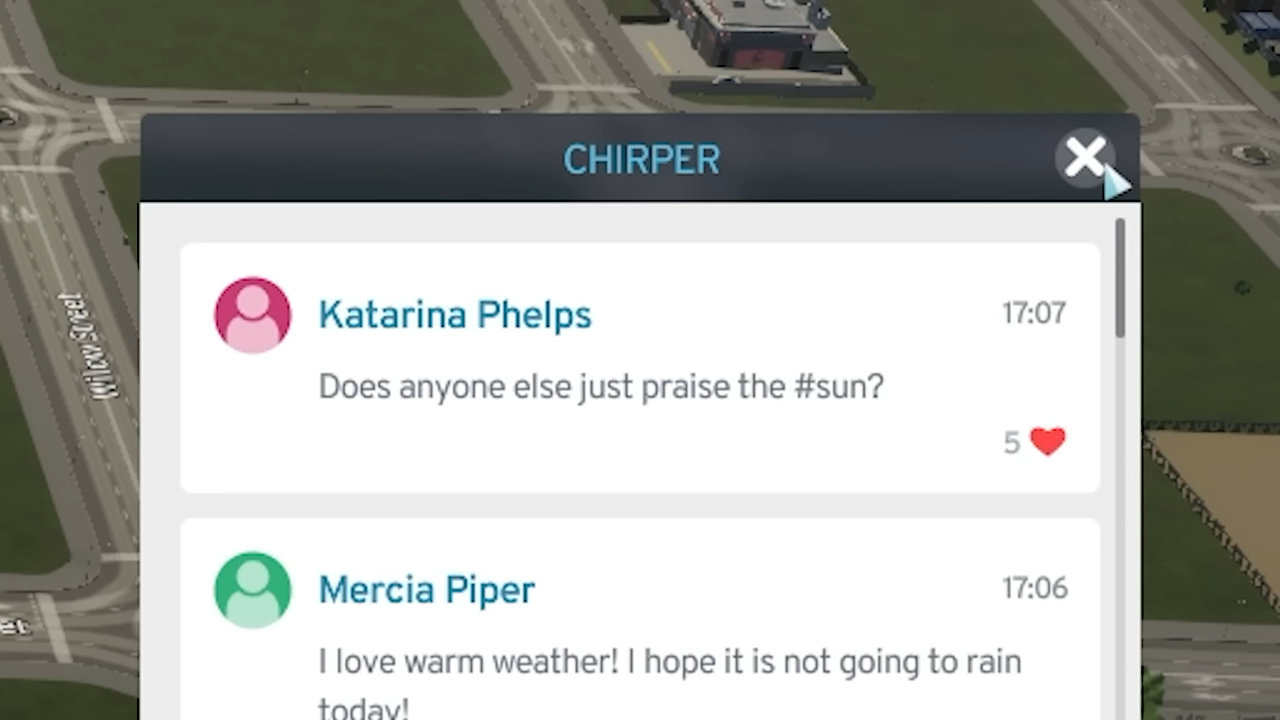 CHIRPER
Katarina Phelps
17:07
Does anyone else just praise the #sun?
5
Mercia Piper
17:06
I love warm weather! I hope it is not going to rain
today!
Willow Street
et